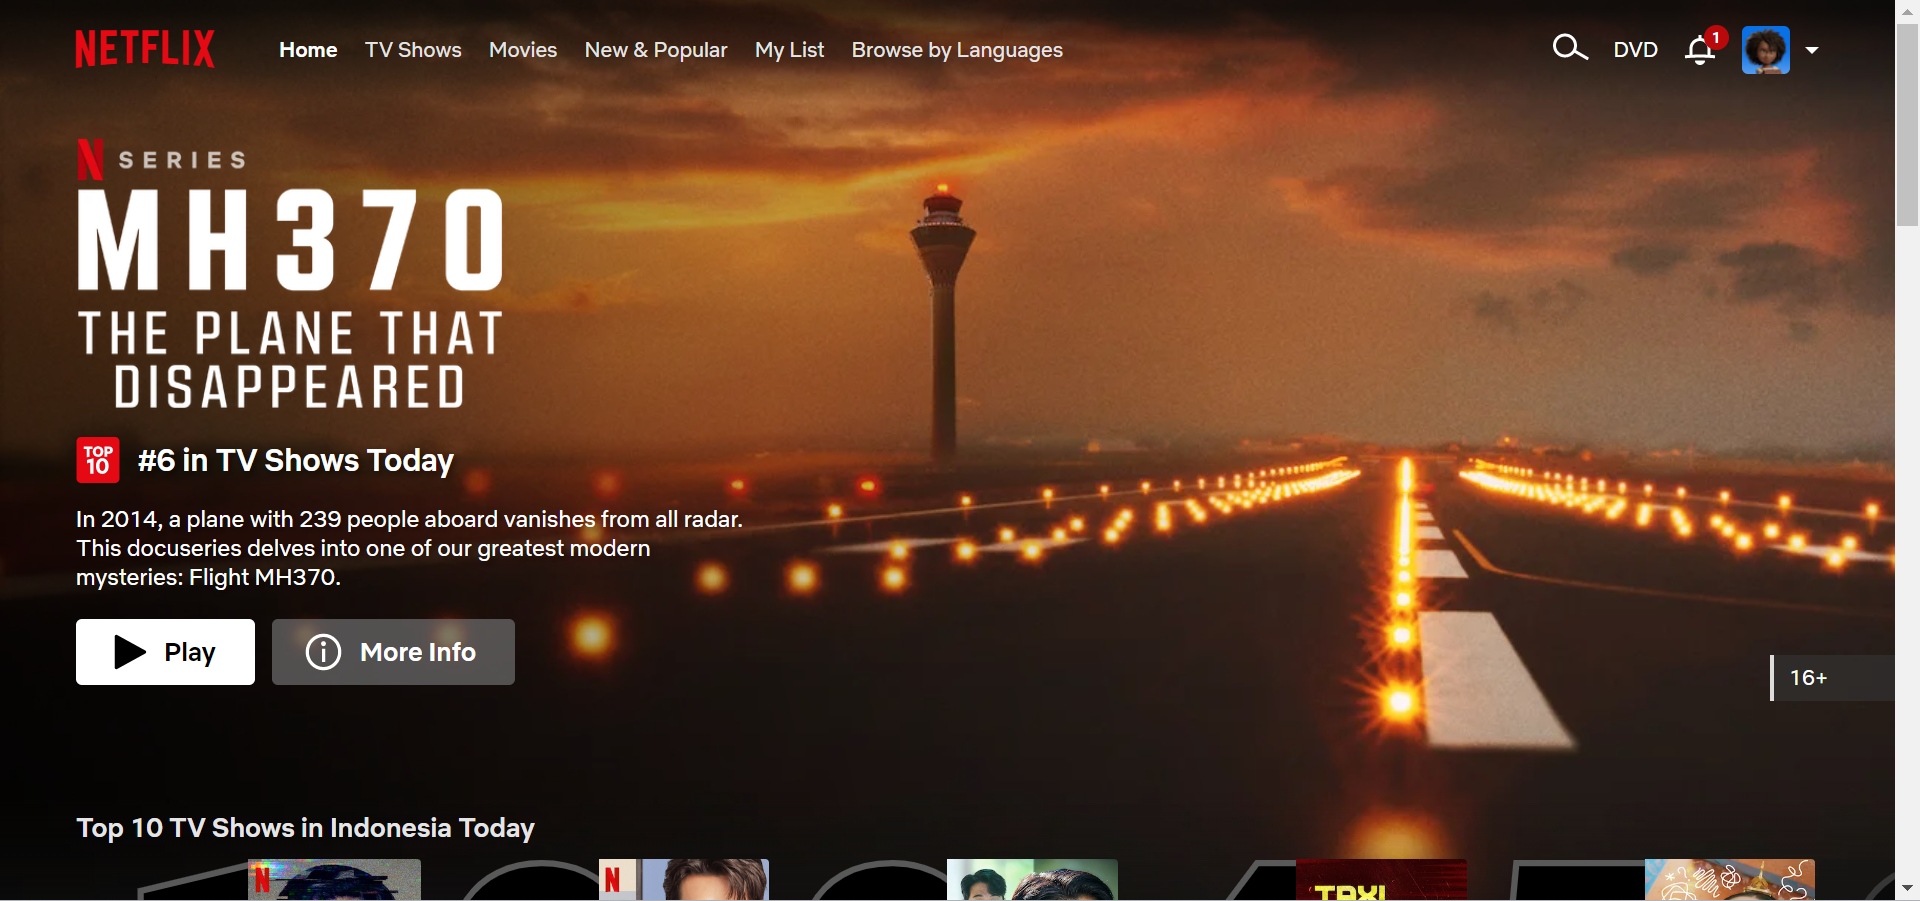 NETFLIX Home TV Shows Movies New & Popular My List Browse by Languages DVD 1
N SERIES
MH370
THE PLANE THAT
DISAPPEARED
TOP
10
#6 in TV Shows Today
In 2014, a plane with 239 people aboard vanishes from all radar.
This docuseries delves into one of our greatest modern
mysteries: Flight MH370.
Play More Info
16+
Top 10 TV Shows in Indonesia Today
N N TAXI